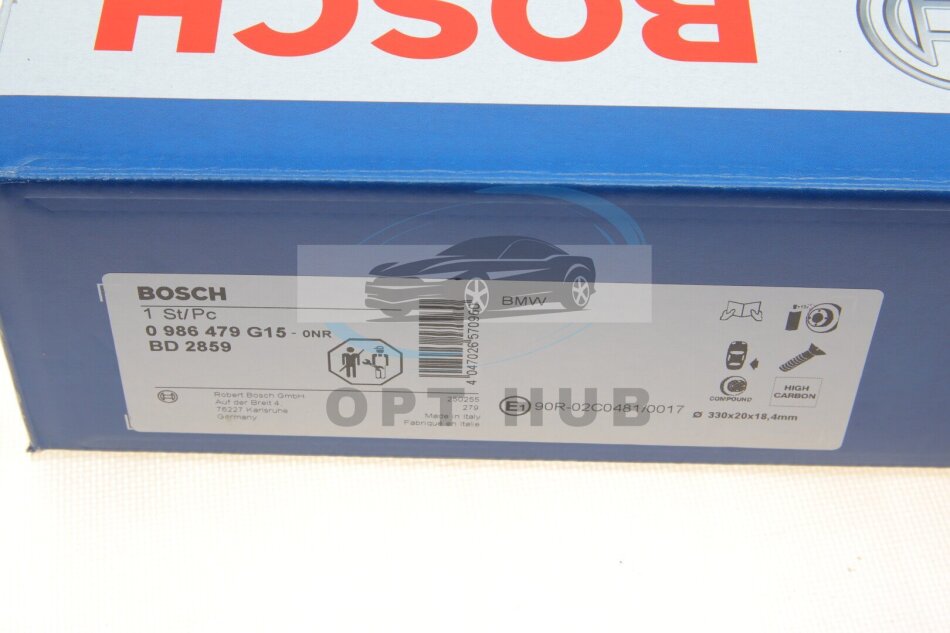 BOSCH
BOSCH
1 St/Pc
0 986 479 G15 - 0NR
BD 2859
Robert Bosch GmbH
Auf der Breit 4
76227 Karlsruhe
Germany
250255
279
Made in Italy
Fabriqué en Italie
BMW
E1 90R-02C0481/0017
COMPOUND
HIGH
CARBON
Ø 330x20x18,4mm
OPT HUB